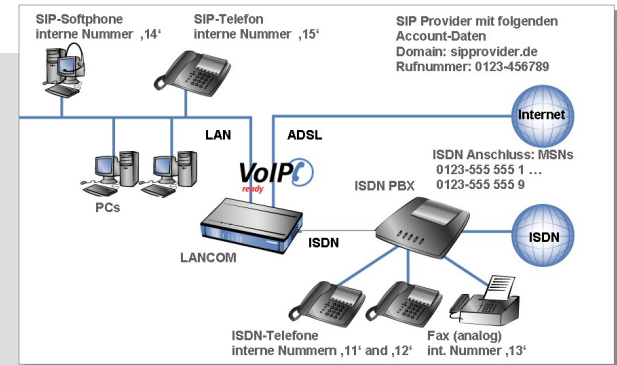 SIP-Softphone
interne Nummer ‚14‘
SIP-Telefon
interne Nummer ‚15‘
SIP Provider mit folgenden
Account-Daten
Domain: sipprovider.de
Rufnummer: 0123-456789
Internet
LAN
ADSL
VoIP
ready
ISDN Anschluss: MSNs
0123-555 555 1 ...
0123-555 555 9
PCs
ISDN PBX
LANCOM
ISDN
ISDN
ISDN-Telefone
interne Nummern ‚11‘ and ‚12‘
Fax (analog)
int. Nummer ‚13‘